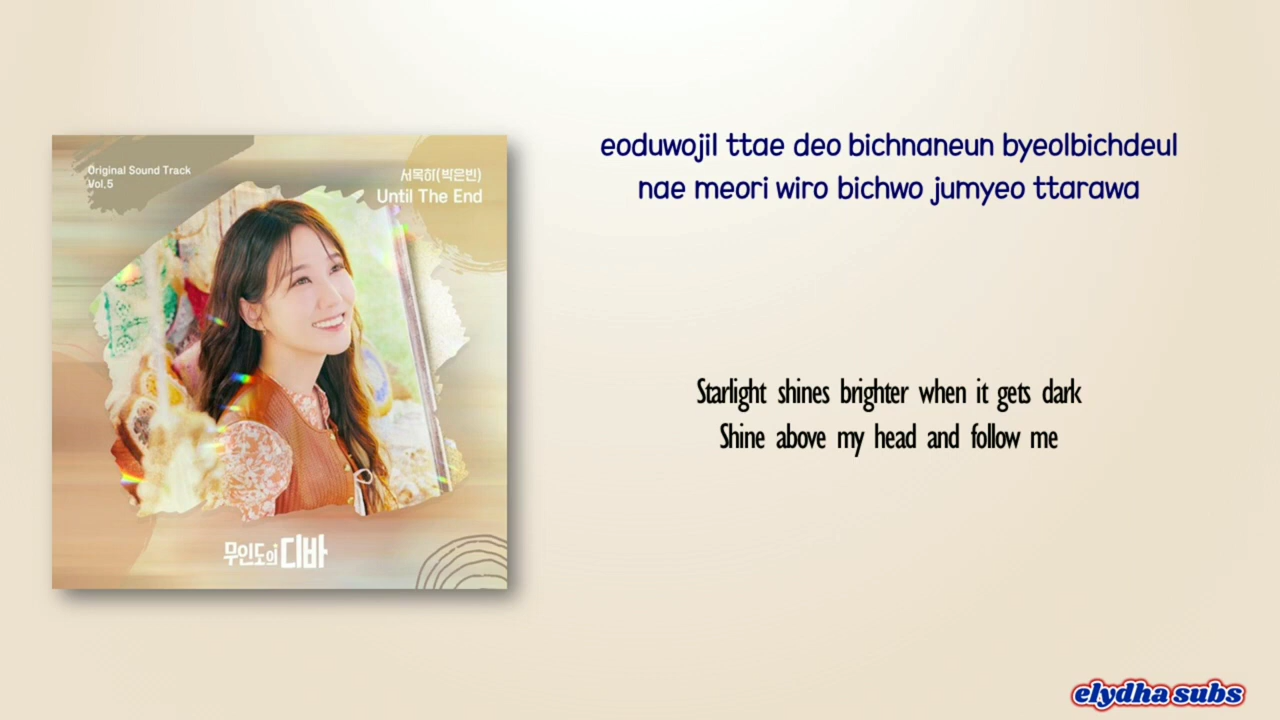 Original Sound Track
Vol.5
서목하(박은빈)
Until The End
무인도의 디바
eoduwojil ttae deo bichnaneun byeolbichdeul
nae meori wiro bichwo jumyeo ttarawa
Starlight shines brighter when it gets dark
Shine above my head and follow me
elydha subs